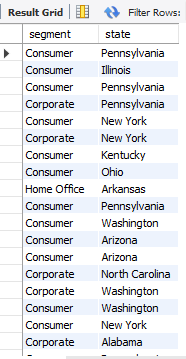 Result Grid Filter Rows:
segment state
Consumer Pennsylvania
Consumer Illinois
Consumer Pennsylvania
Corporate Pennsylvania
Consumer New York
Corporate New York
Consumer Kentucky
Consumer Ohio
Home Office Arkansas
Consumer Pennsylvania
Consumer Washington
Consumer Arizona
Consumer Arizona
Corporate North Carolina
Corporate Washington
Consumer Washington
Consumer New York
Corporate Alabama